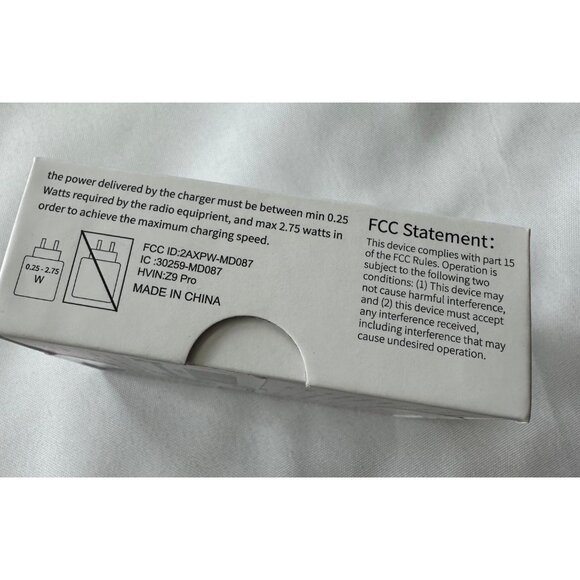 the power delivered by the charger must be between min 0.25
Watts required by the radio equiprient, and max 2.75 watts in
order to achieve the maximum charging speed.
0.25 - 2.75
W
FCC ID:2AXPW-MD087
IC :30259-MD087
HVIN:Z9 Pro
MADE IN CHINA
FCC Statement:
This device complies with part 15
of the FCC Rules. Operation is
subject to the following two
conditions: (1) This device may
not cause harmful interference,
and (2) this device must accept
any interference received,
including interference that may
cause undesired operation.